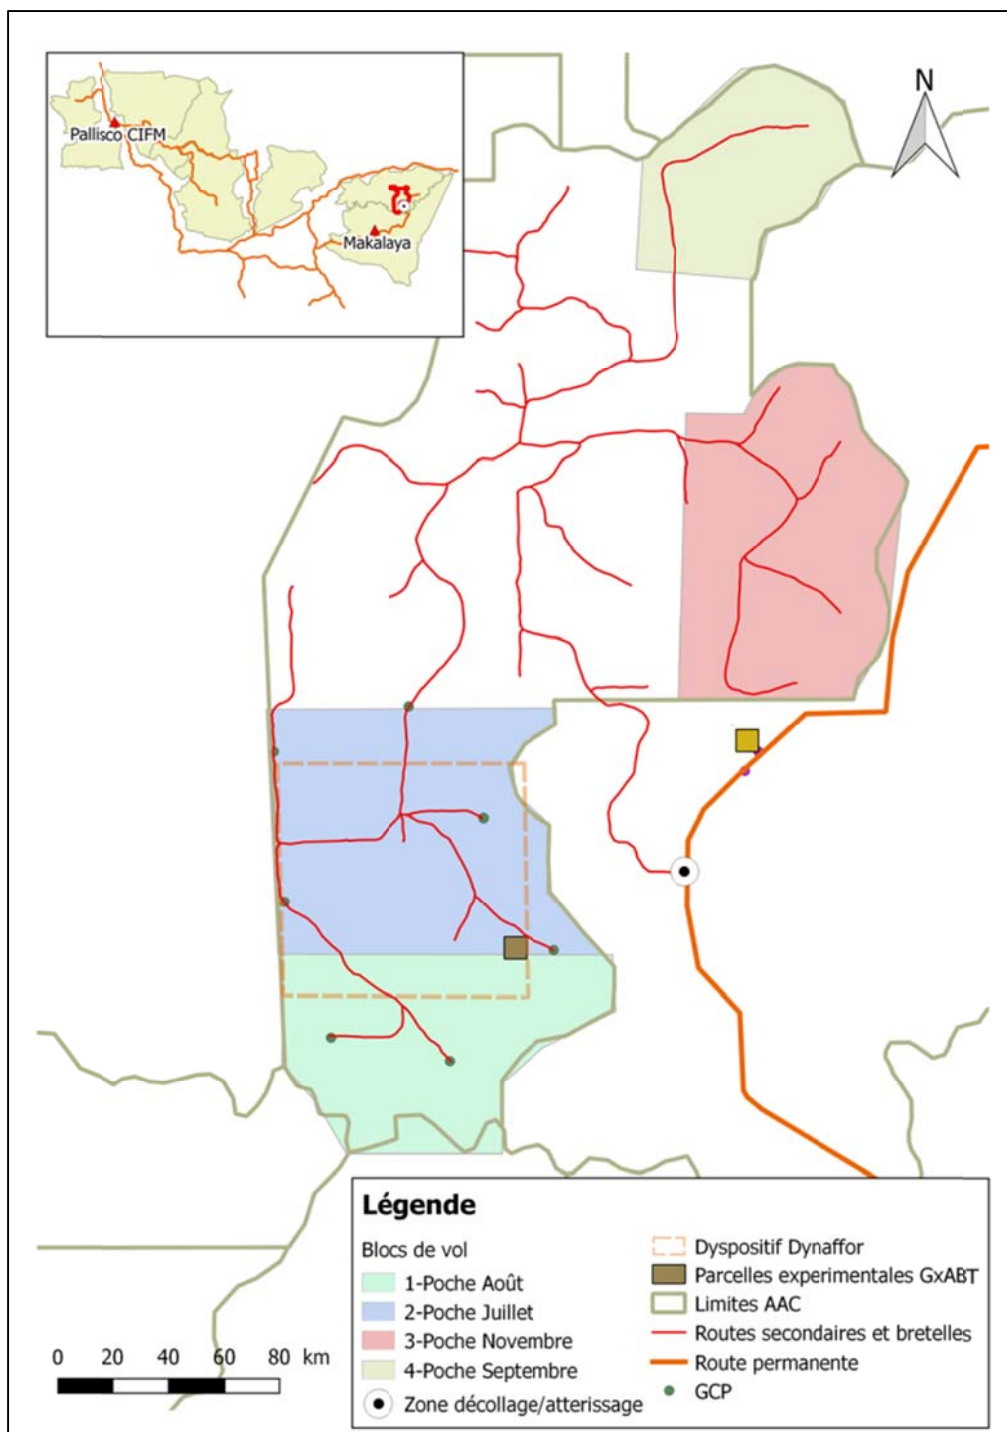 N
Pallisco CIFM
Makalaya
Légende
Blocs de vol
1-Poche Août
2-Poche Juillet
3-Poche Novembre
4-Poche Septembre
Zone décollage/atterissage
Dyspositif Dynaffor
Parcelles experimentales GxABT
Limites AAC
Routes secondaires et bretelles
Route permanente
GCP
0 20 40 60 80 km